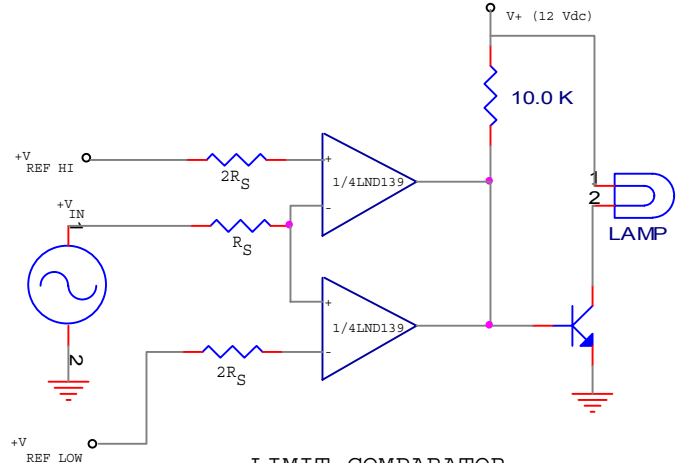 V+ (12 Vdc)
10.0 K
+V
REF HI
2RS
+
1/4LND139
-
1
2
LAMP
+V
IN
1
RS
+
1/4LND139
-
2RS
2
+V
REF LOW